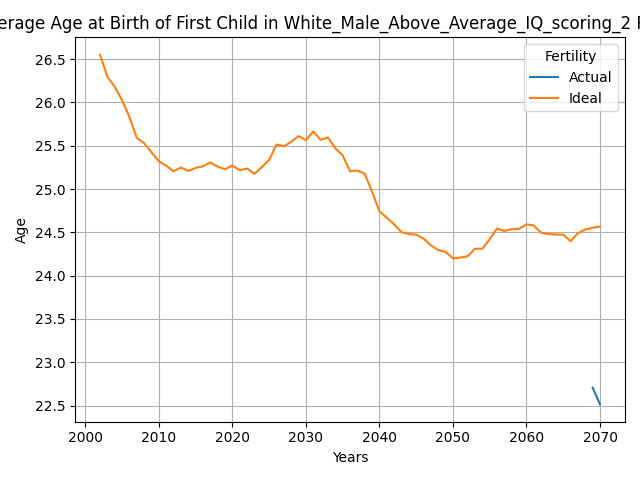 Average Age at Birth of First Child in White_Male_Above_Average_IQ_scoring_2
Fertility
Actual
Ideal
26.5
26.0
25.5
25.0
24.5
24.0
23.5
23.0
22.5
Age
2000 2010 2020 2030 2040 2050 2060 2070
Years